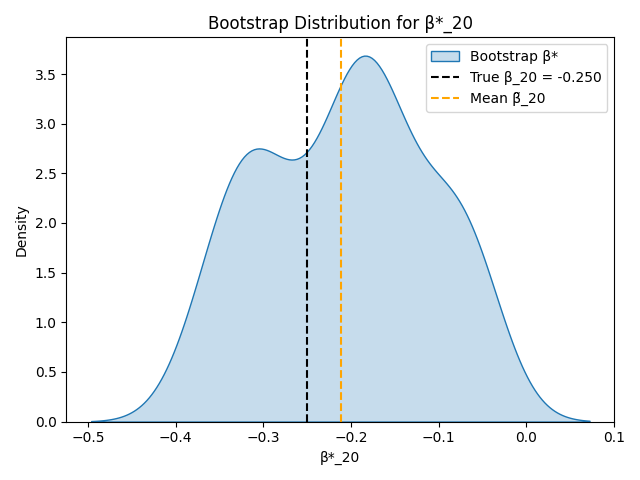 Bootstrap Distribution for β*_20
Bootstrap β*
True β_20 = -0.250
Mean β̂_20
Density
3.5
3.0
2.5
2.0
1.5
1.0
0.5
0.0
−0.5
−0.4
−0.3
−0.2
−0.1
0.0
0.1
β*_20